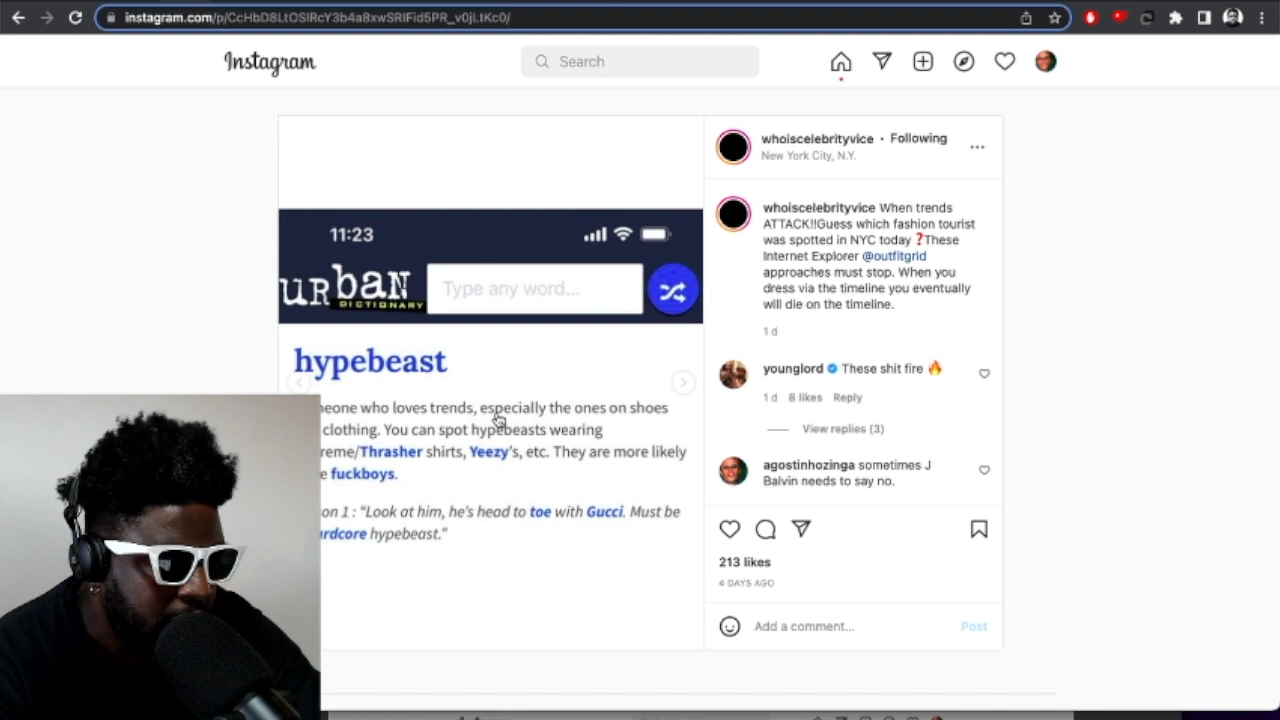 instagram.com/p/CcHbD8LtOSlRcY3b4a8xwSRlFid5PR_v0jLtKc0/
Instagram
Search
whoiscelebrityvice • Following
New York City, N.Y.
11:23
urban
DICTIONARY
Type any word...
hypebeast
eone who loves trends, especially the ones on shoes
clothing. You can spot hypebeasts wearing
reme/Thrasher shirts, Yeezy's, etc. They are more likely
e fuckboys.
on 1 : “Look at him, he’s head to toe with Gucci. Must be
rdcore hypebeast.”
whoiscelebrityvice When trends
ATTACK!!Guess which fashion tourist
was spotted in NYC today ❓These
Internet Explorer @outfitgrid
approaches must stop. When you
dress via the timeline you eventually
will die on the timeline.
1 d
younglord These shit fire 🔥
1 d 8 likes Reply
View replies (3)
agostinhozinga sometimes J
Balvin needs to say no.
213 likes
4 DAYS AGO
Add a comment...
Post